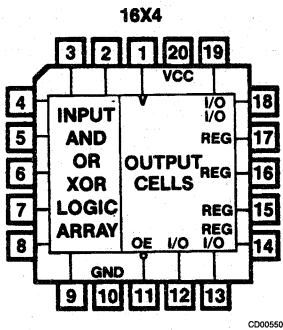 16X4
3 2 1 20 19
VCC
4 18
I/O
I/O
5 17
REG
6 16
REG
7 15
REG
8 14
REG
INPUT
AND
OR
XOR
LOGIC
ARRAY
OUTPUT
CELLS
OE I/O I/O
GND
9 10 11 12 13
CD00550